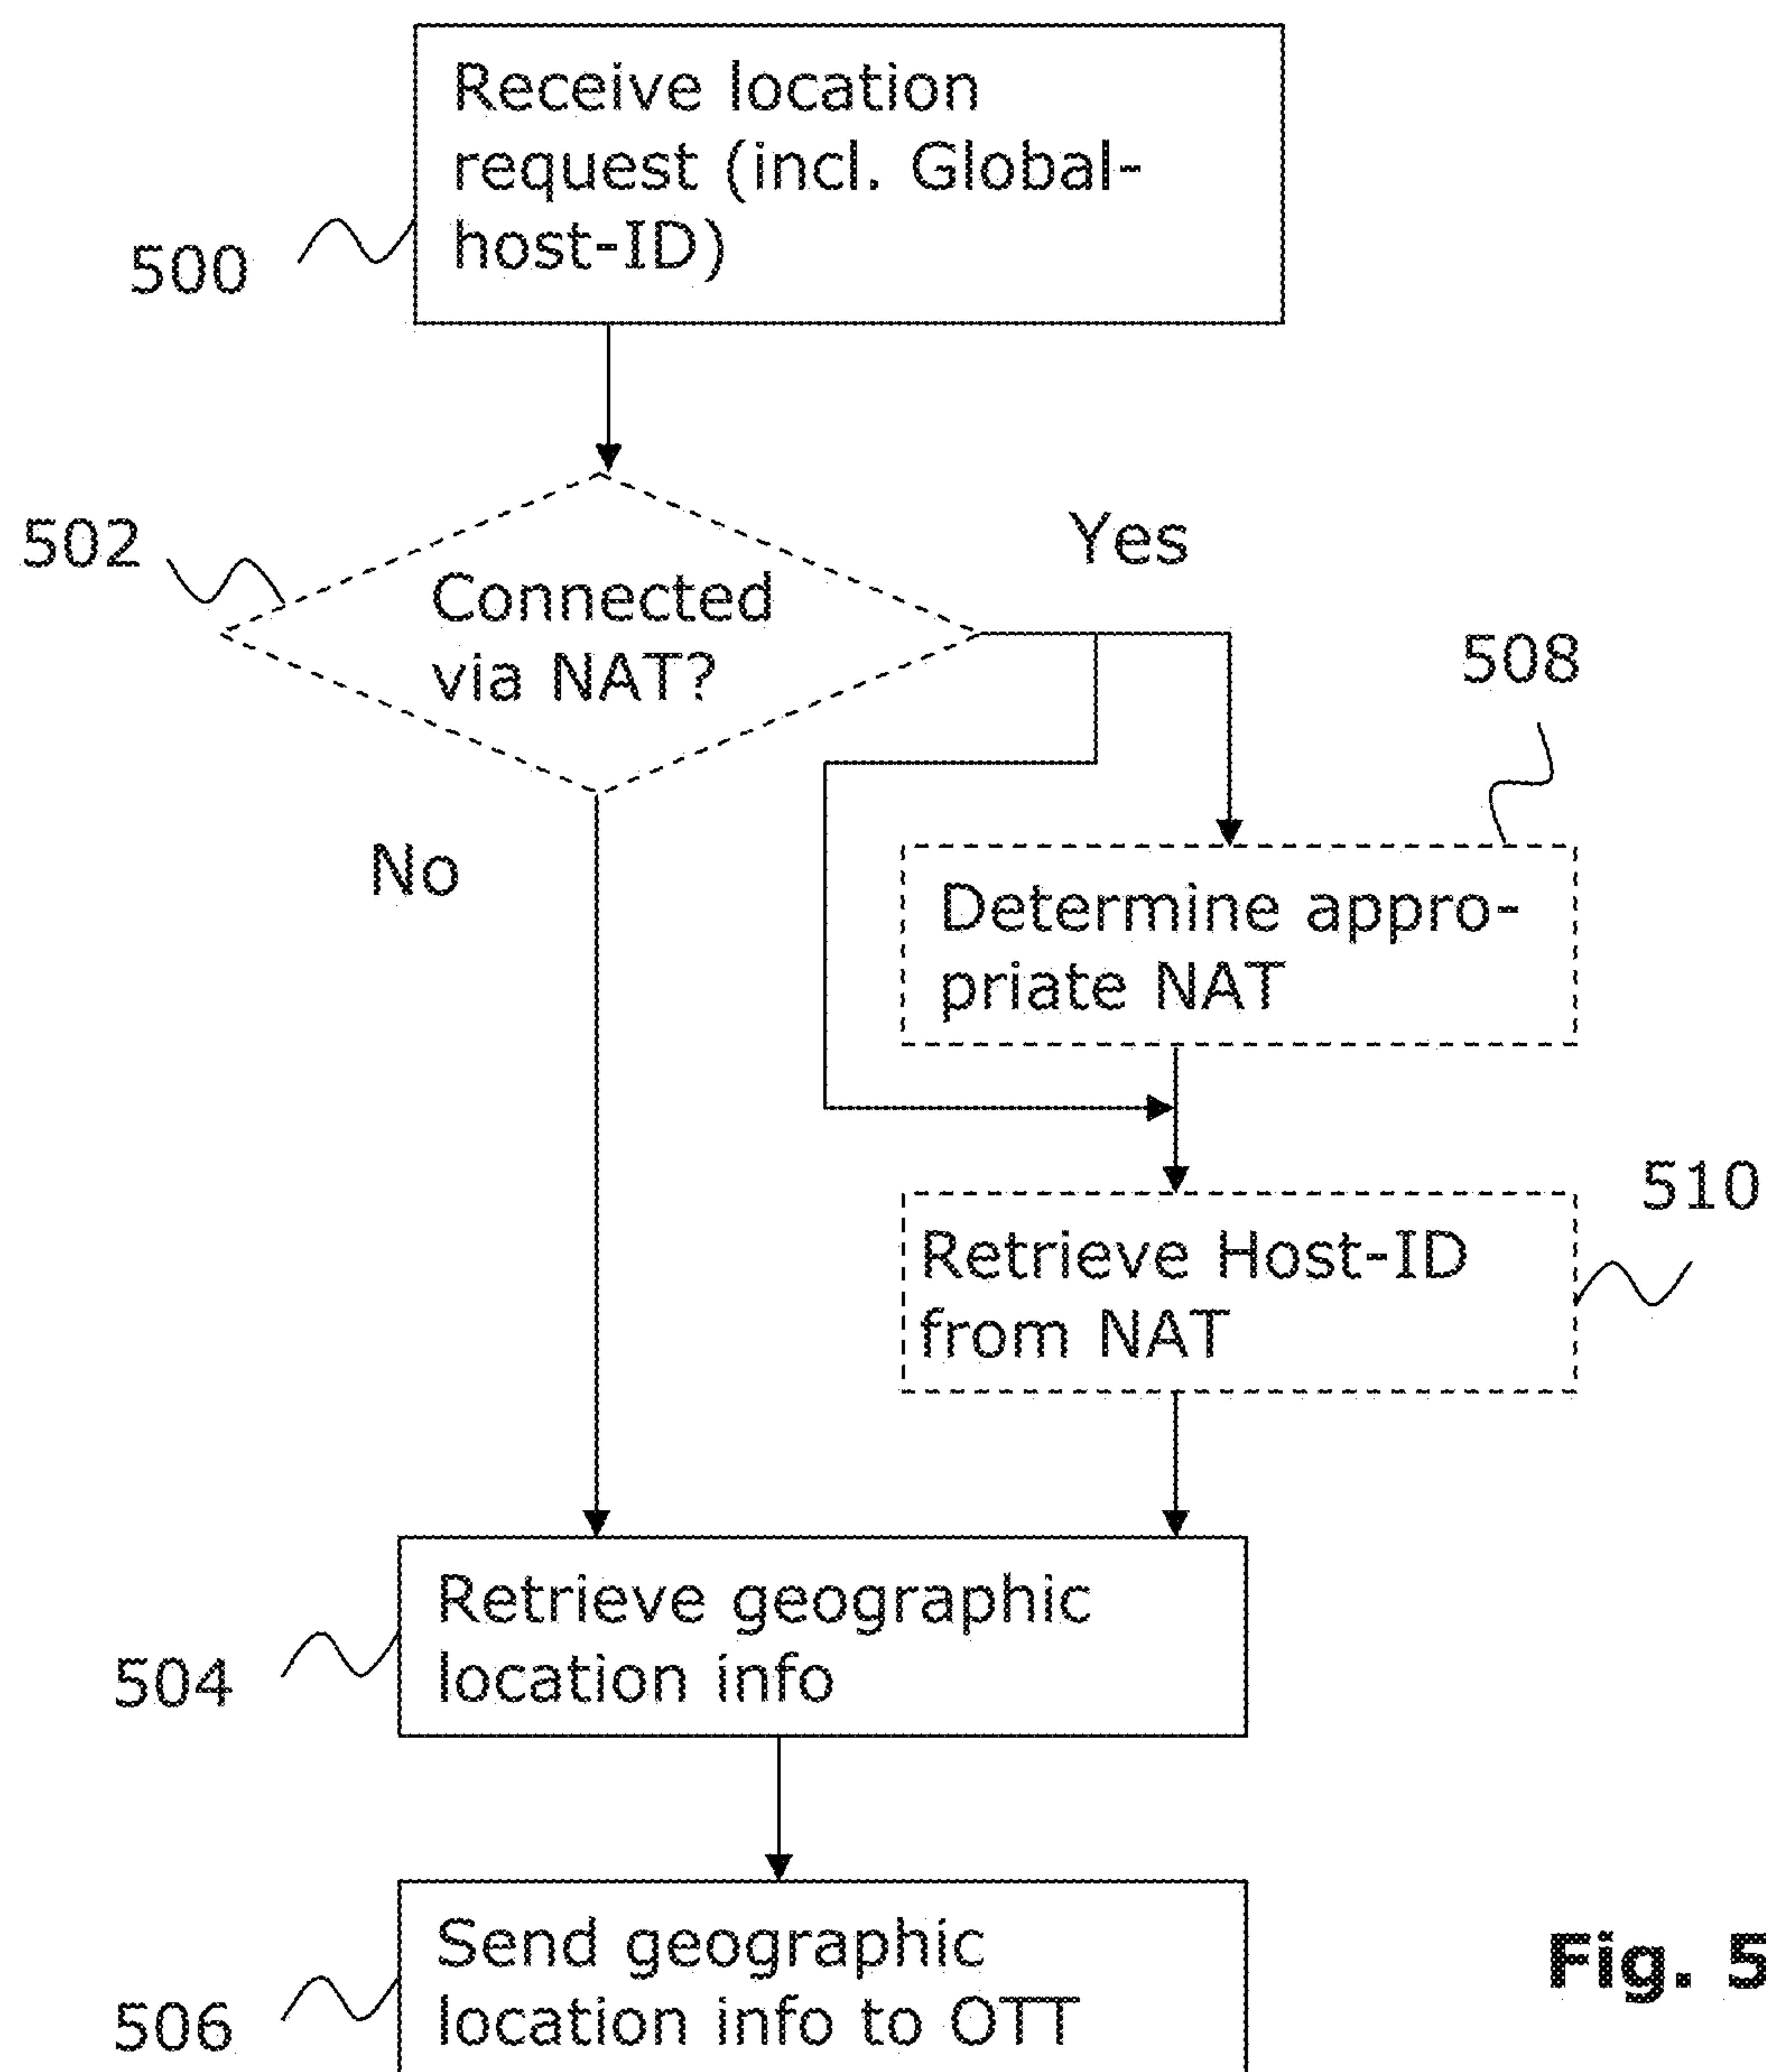 Receive location
request (incl. Global-
host-ID)
500
502
Connected
via NAT?
Yes
No
508
Determine appro-
priate NAT
510
Retrieve Host-ID
from NAT
504
Retrieve geographic
location info
506
Send geographic
location info to OTT
Fig. 5